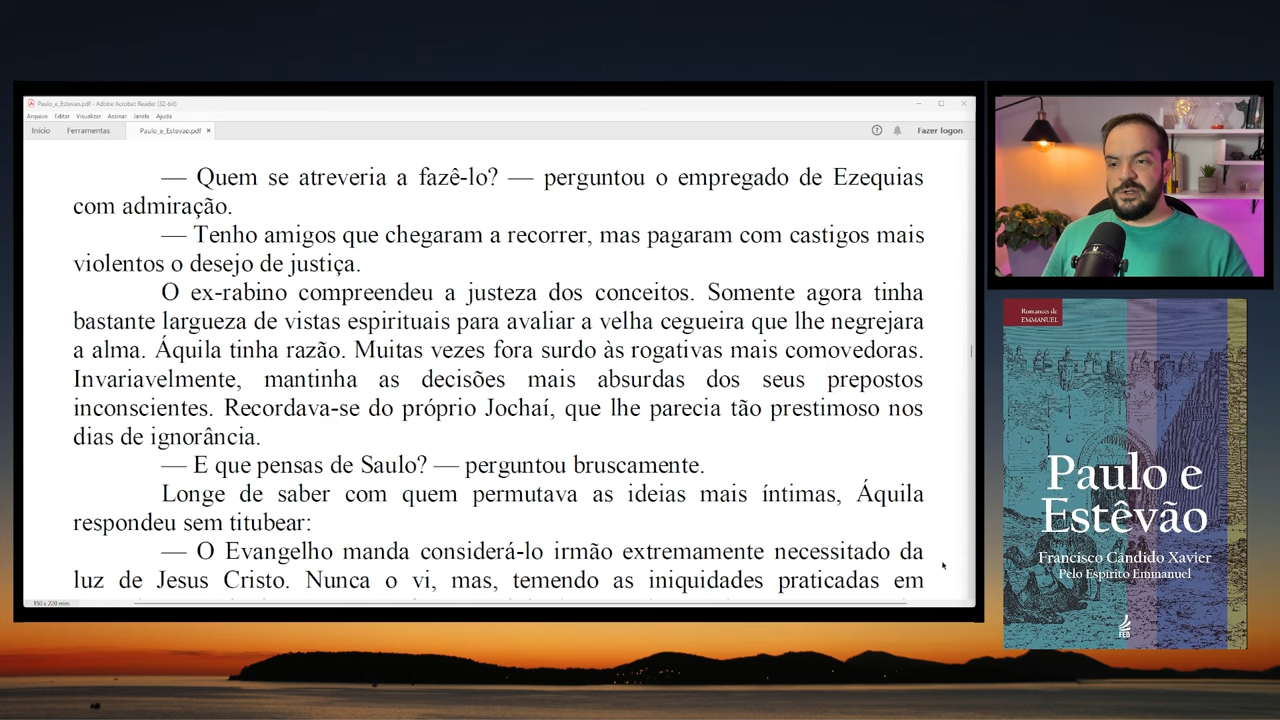 Paulo_e_Estevao.pdf - Adobe Acrobat Reader (32-bit)
Arquivo Editar Visualizar Assinar Janela Ajuda
Início Ferramentas Paulo_e_Estevao.pdf × Fazer logon
— Quem se atreveria a fazê-lo? — perguntou o empregado de Ezequias
com admiração.
— Tenho amigos que chegaram a recorrer, mas pagaram com castigos mais
violentos o desejo de justiça.
O ex-rabino compreendeu a justeza dos conceitos. Somente agora tinha
bastante largueza de vistas espirituais para avaliar a velha cegueira que lhe negrejara
a alma. Áquila tinha razão. Muitas vezes fora surdo às rogativas mais comovedoras.
Invariavelmente, mantinha as decisões mais absurdas dos seus prepostos
inconscientes. Recordava-se do próprio Jochaí, que lhe parecia tão prestimoso nos
dias de ignorância.
— E que pensas de Saulo? — perguntou bruscamente.
Longe de saber com quem permutava as ideias mais íntimas, Áquila
respondeu sem titubear:
— O Evangelho manda considerá-lo irmão extremamente necessitado da
luz de Jesus Cristo. Nunca o vi, mas, temendo as iniquidades praticadas em
150 x 220 mm
Romances de
EMMANUEL
Paulo e
Estêvão
Francisco Cândido Xavier
Pelo Espírito Emmanuel
FEB